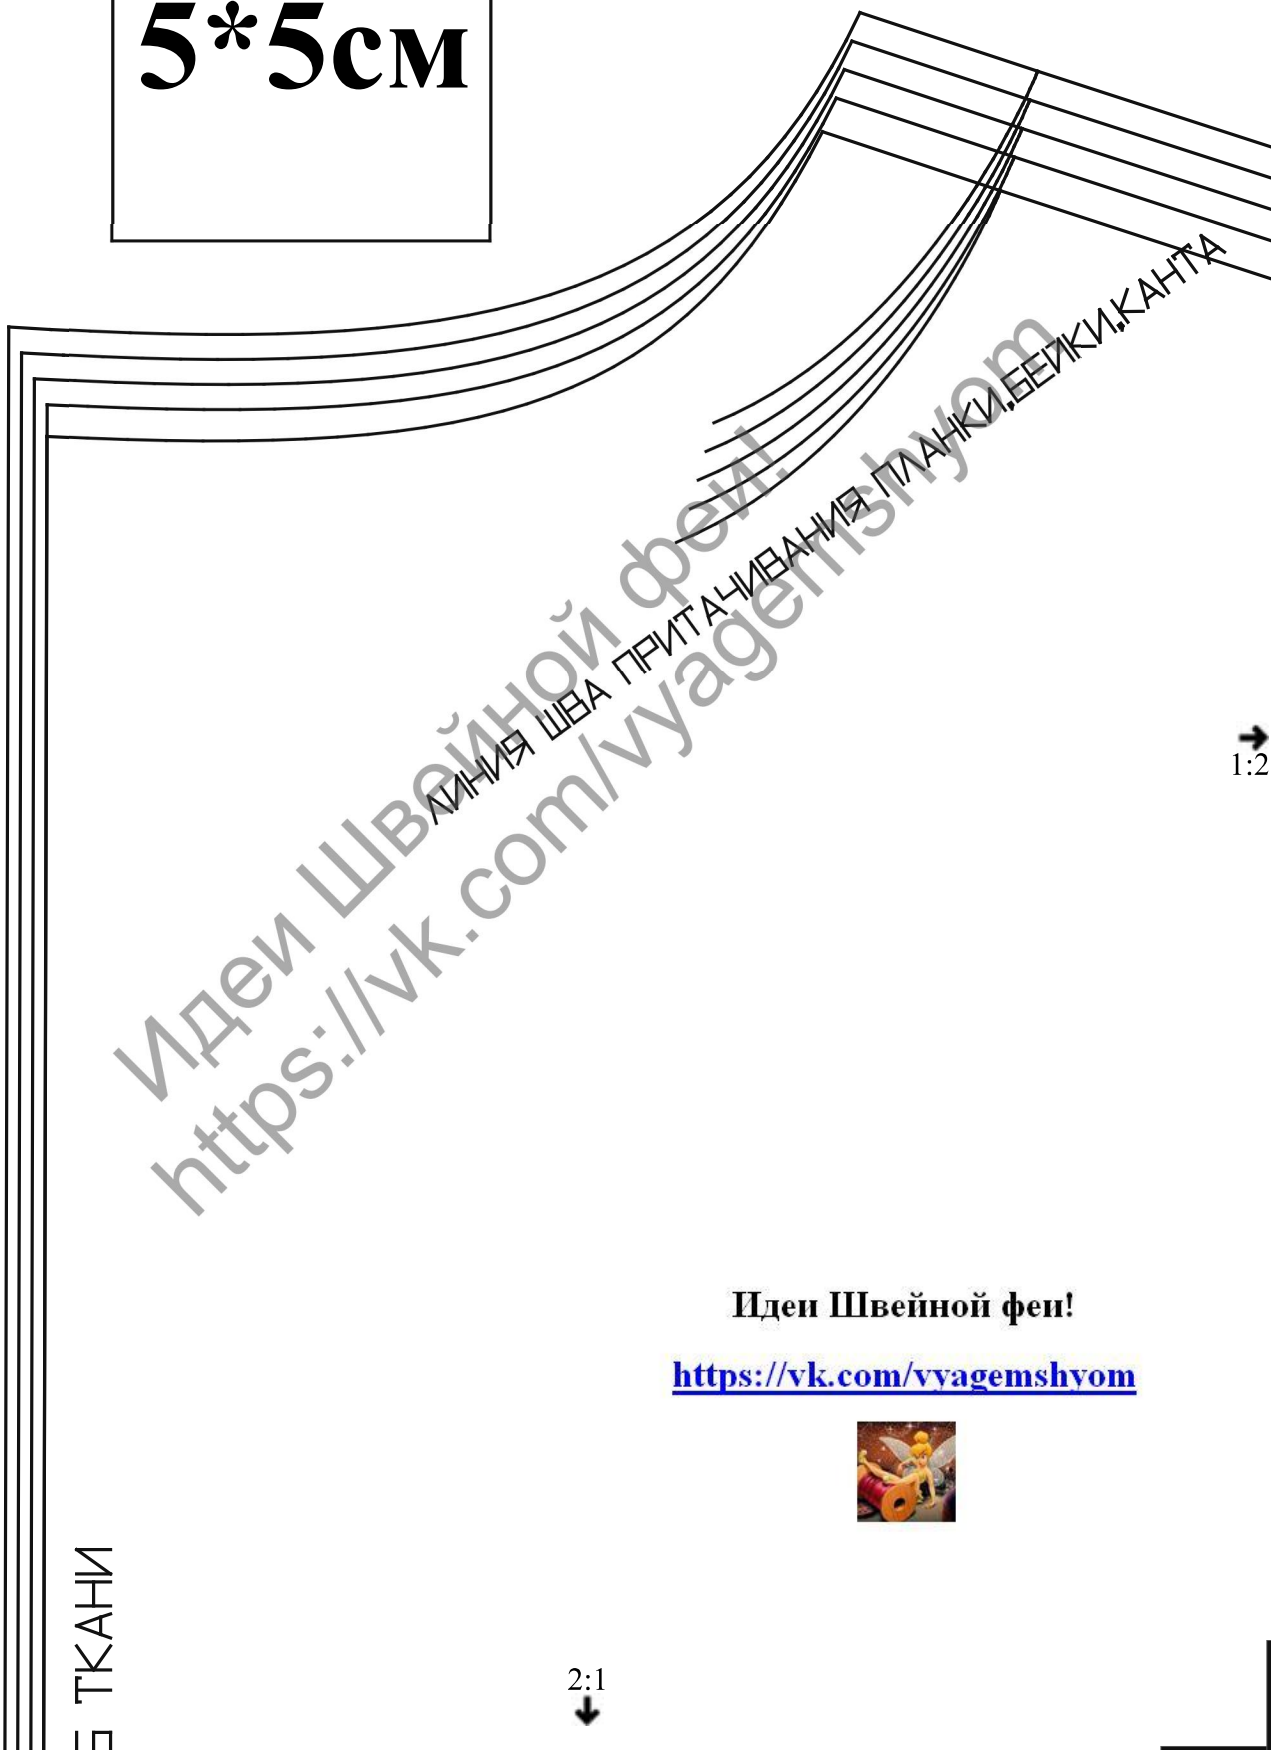 5*5см
ЛИНИЯ ШВА ПРИТАЧИВАНИЯ ПЛАНКИ,БЕЙКИ,КАНТА
Идеи Швейной феи!
https://vk.com/vyagemshyom
1:2
Идеи Швейной феи!
https://vk.com/vyagemshyom
ТКАНИ
2:1